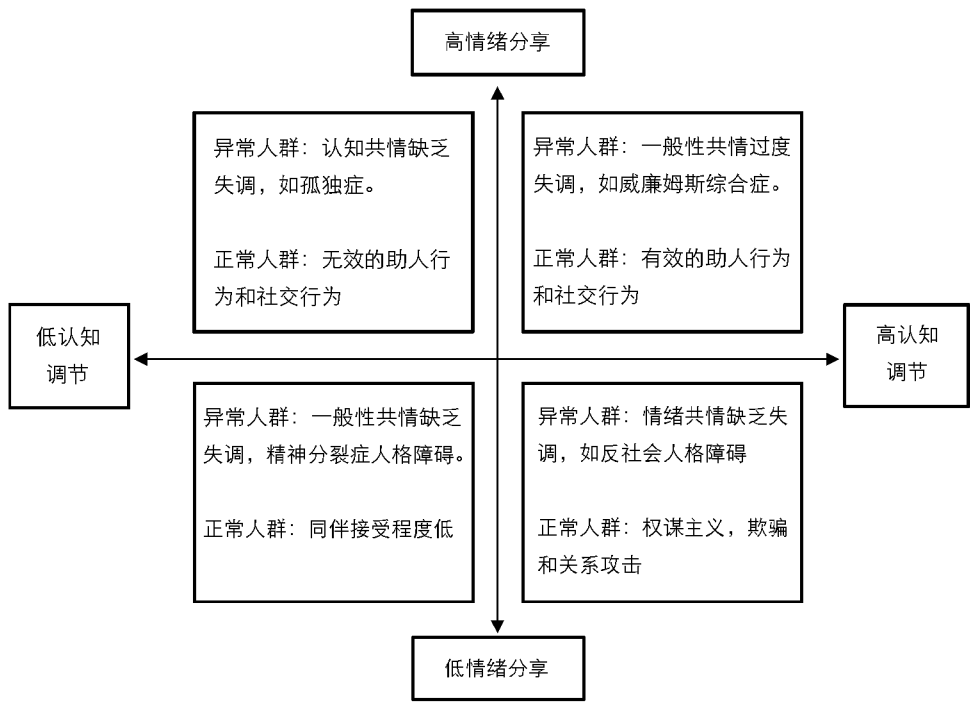 高情绪分享
异常人群：认知共情缺乏
失调，如孤独症。
正常人群：无效的助人行
为和社交行为
异常人群：一般性共情过度
失调，如威廉姆斯综合症。
正常人群：有效的助人行为
和社交行为
低认知
调节
高认知
调节
异常人群：一般性共情缺乏
失调，精神分裂症人格障碍。
正常人群：同伴接受程度低
异常人群：情绪共情缺乏失
调，如反社会人格障碍
正常人群：权谋主义，欺骗
和关系攻击
低情绪分享